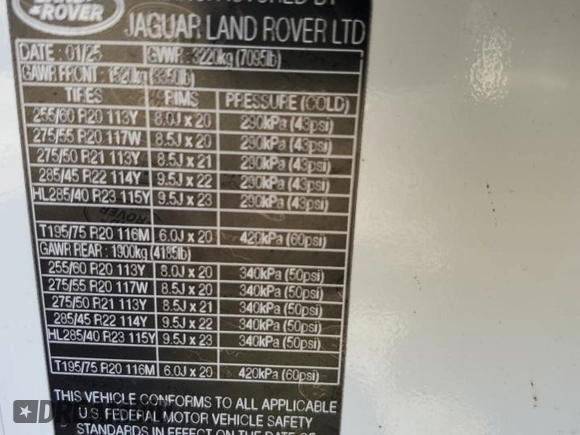 LAND
ROVER
MANUFACTURED BY
JAGUAR LAND ROVER LTD
DATE : 01/25 GVWR : 3220kg (7095lb)
GAWR FRONT : 1520kg (3350lb)
TIRES RIMS PRESSURE (COLD)
255/60 R20 113Y 8.0J x 20 290kPa (43psi)
275/55 R20 117W 8.5J x 20 290kPa (43psi)
275/50 R21 113Y 8.5J x 21 290kPa (43psi)
285/45 R22 114Y 9.5J x 22 290kPa (43psi)
HL285/40 R23 115Y 9.5J x 23 290kPa (43psi)
T195/75 R20 116M 6.0J x 20 420kPa (60psi)
GAWR REAR : 1900kg (4185lb)
255/60 R20 113Y 8.0J x 20 340kPa (50psi)
275/55 R20 117W 8.5J x 20 340kPa (50psi)
275/50 R21 113Y 8.5J x 21 340kPa (50psi)
285/45 R22 114Y 9.5J x 22 340kPa (50psi)
HL285/40 R23 115Y 9.5J x 23 340kPa (50psi)
T195/75 R20 116M 6.0J x 20 420kPa (60psi)
THIS VEHICLE CONFORMS TO ALL APPLICABLE
U.S. FEDERAL MOTOR VEHICLE SAFETY
STANDARDS IN EFFECT ON THE DATE OF